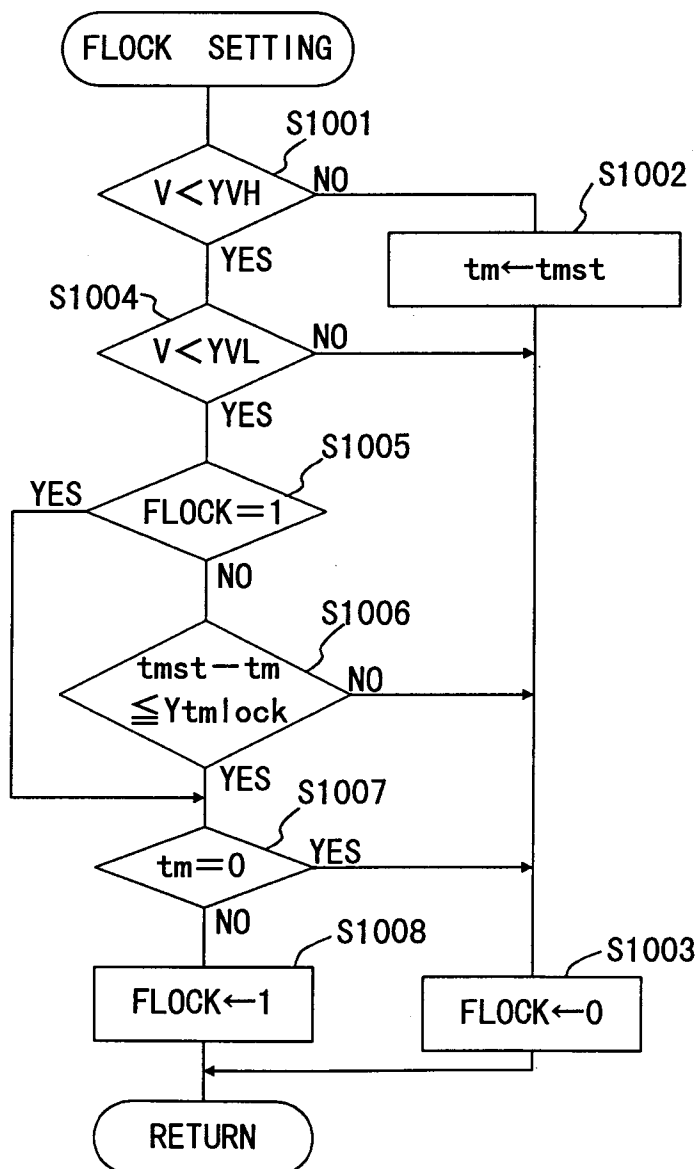 FLOCK SETTING
S1001
V<YVH
NO
YES
S1002
tm←tmst
S1004
V<YVL
NO
YES
S1005
YES
FLOCK=1
NO
S1006
tmst-tm
≦Ytmlock
NO
YES
S1007
tm=0
YES
NO
S1008
FLOCK←1
S1003
FLOCK←0
RETURN